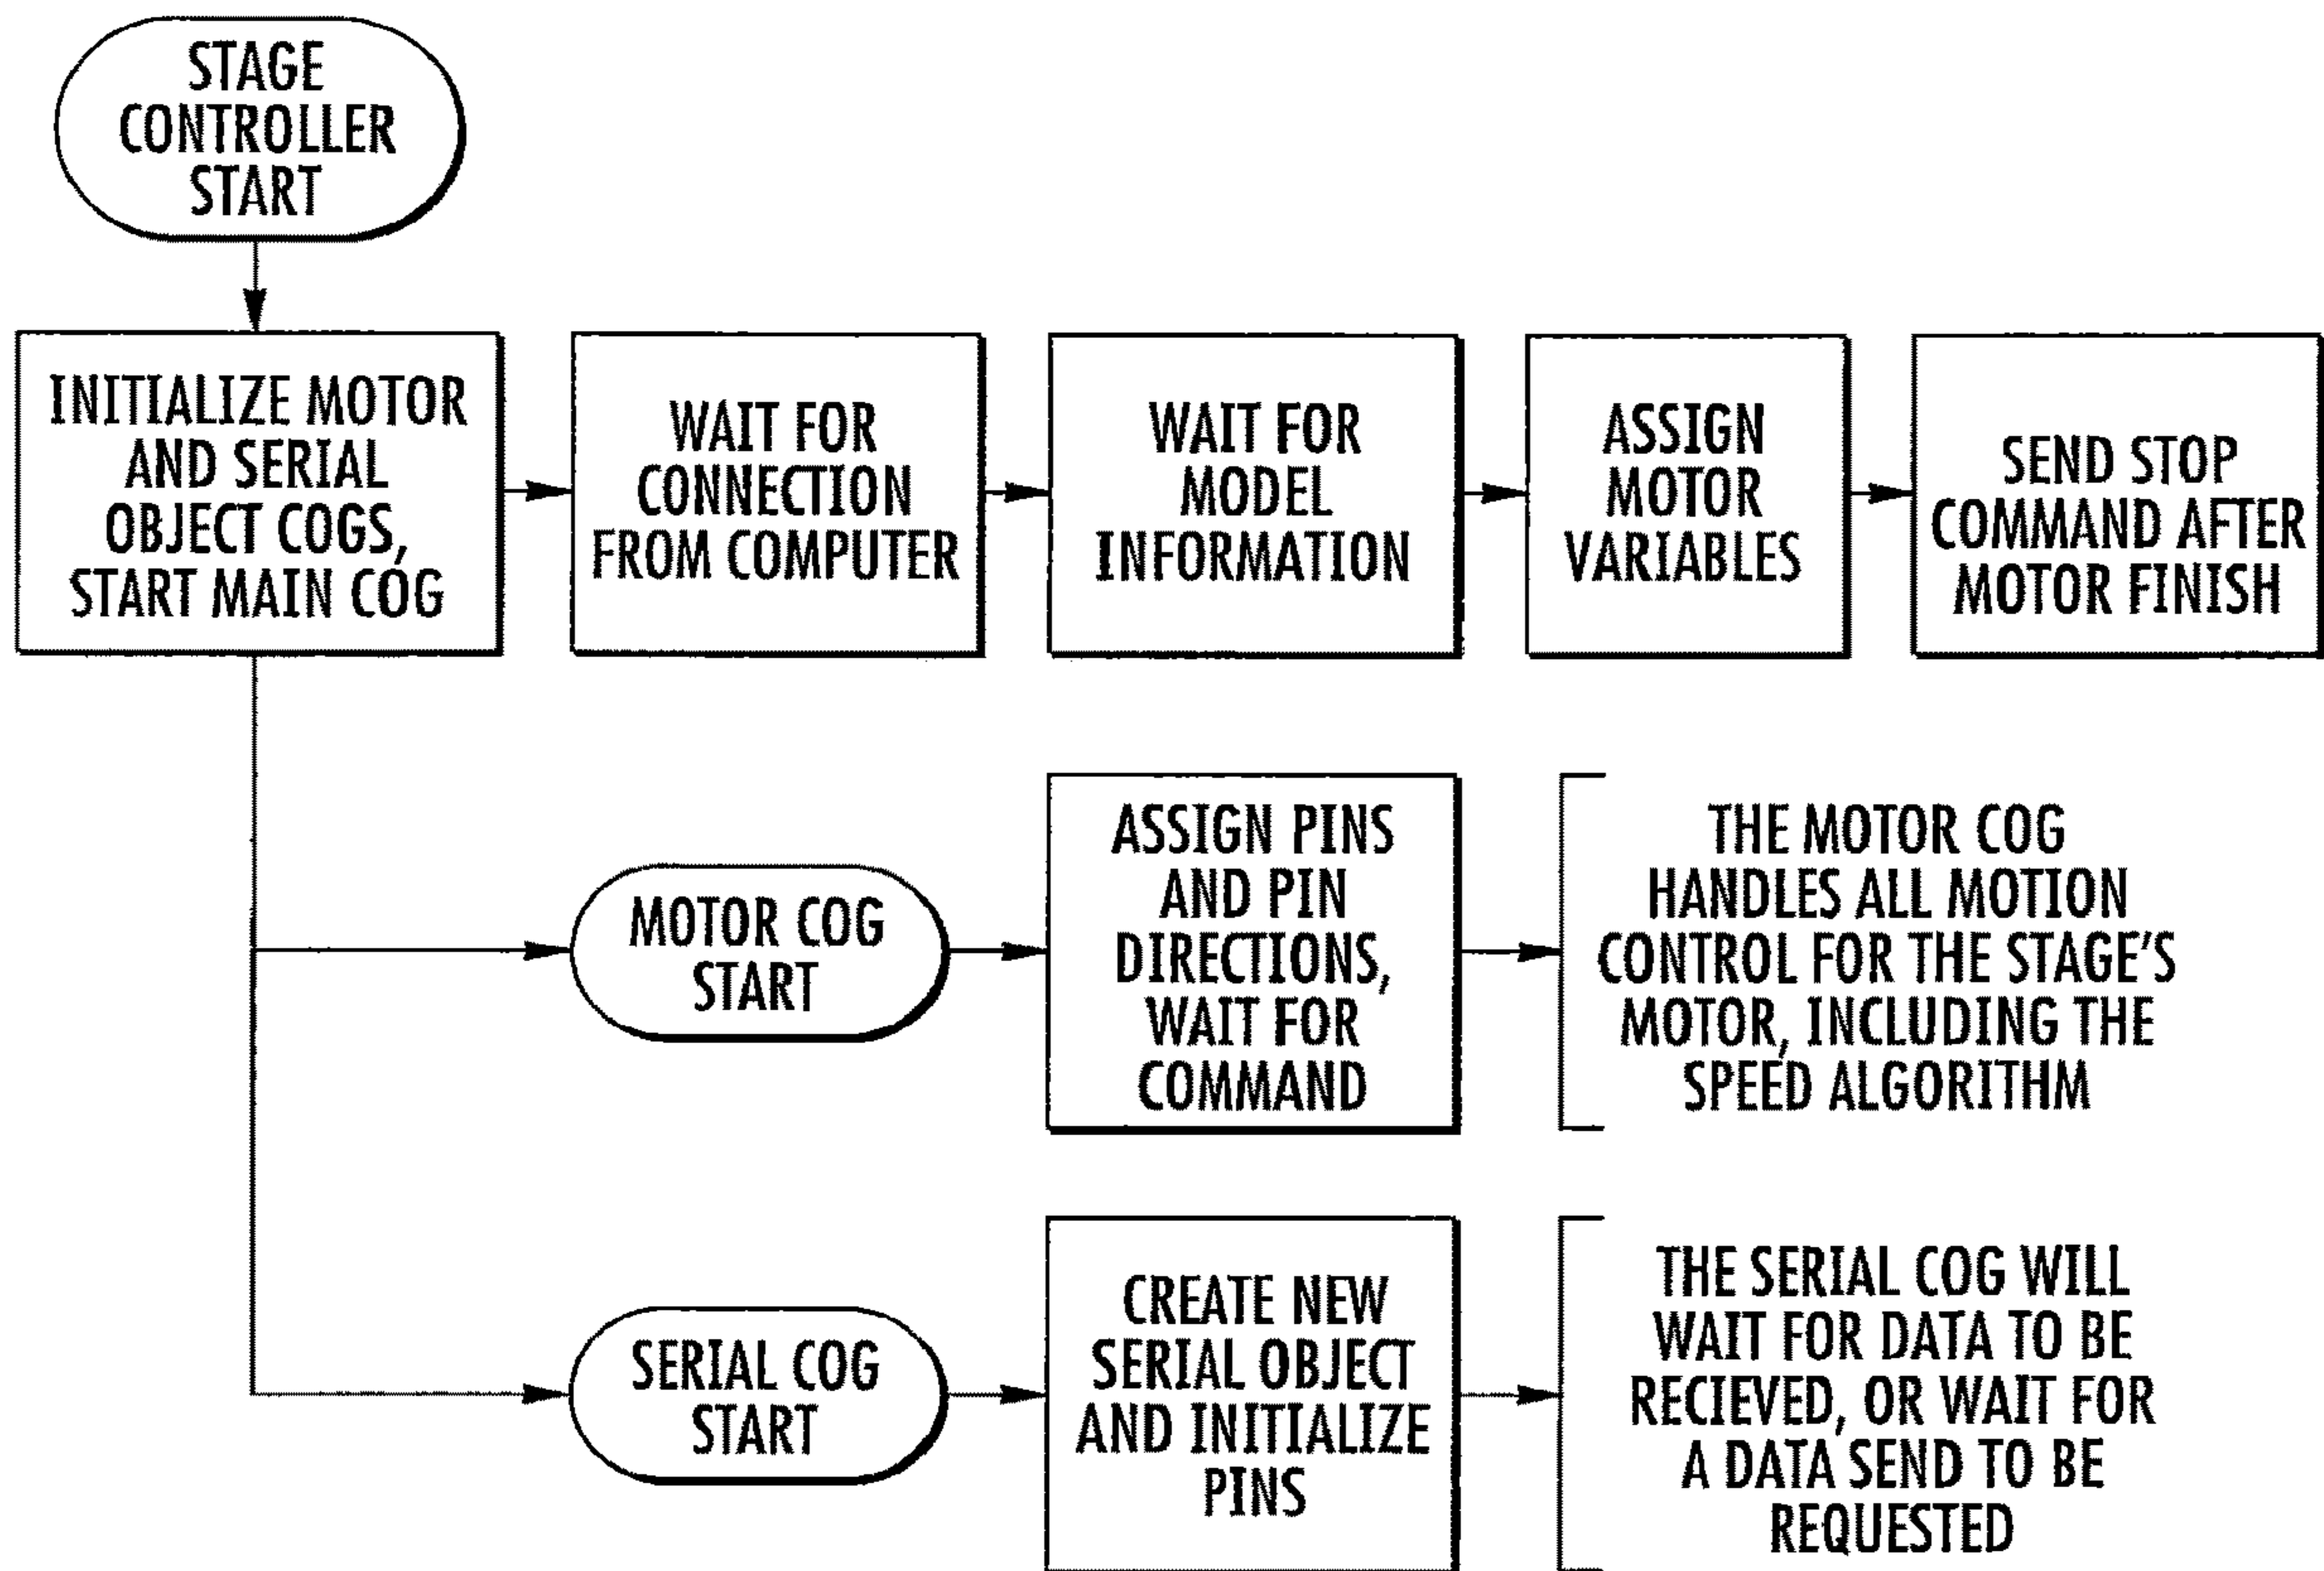 STAGE
CONTROLLER
START
INITIALIZE MOTOR
AND SERIAL
OBJECT COGS,
START MAIN COG
WAIT FOR
CONNECTION
FROM COMPUTER
WAIT FOR
MODEL
INFORMATION
ASSIGN
MOTOR
VARIABLES
SEND STOP
COMMAND AFTER
MOTOR FINISH
MOTOR COG
START
ASSIGN PINS
AND PIN
DIRECTIONS,
WAIT FOR
COMMAND
THE MOTOR COG
HANDLES ALL MOTION
CONTROL FOR THE STAGE'S
MOTOR, INCLUDING THE
SPEED ALGORITHM
SERIAL COG
START
CREATE NEW
SERIAL OBJECT
AND INITIALIZE
PINS
THE SERIAL COG WILL
WAIT FOR DATA TO BE
RECIEVED, OR WAIT FOR
A DATA SEND TO BE
REQUESTED